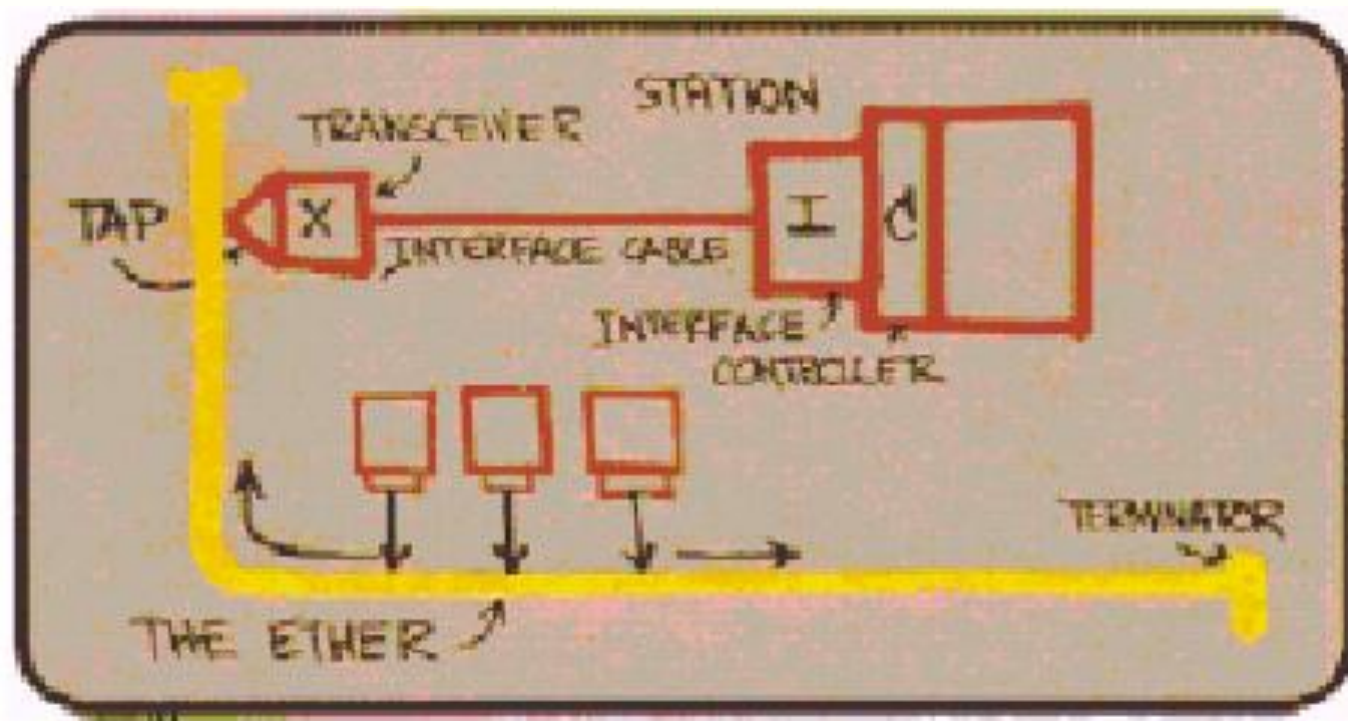 STATION
TRANSCEIVER
TAP
X
I
C
INTERFACE CABLE
INTERFACE
CONTROLLER
TERMINATOR
THE ETHER